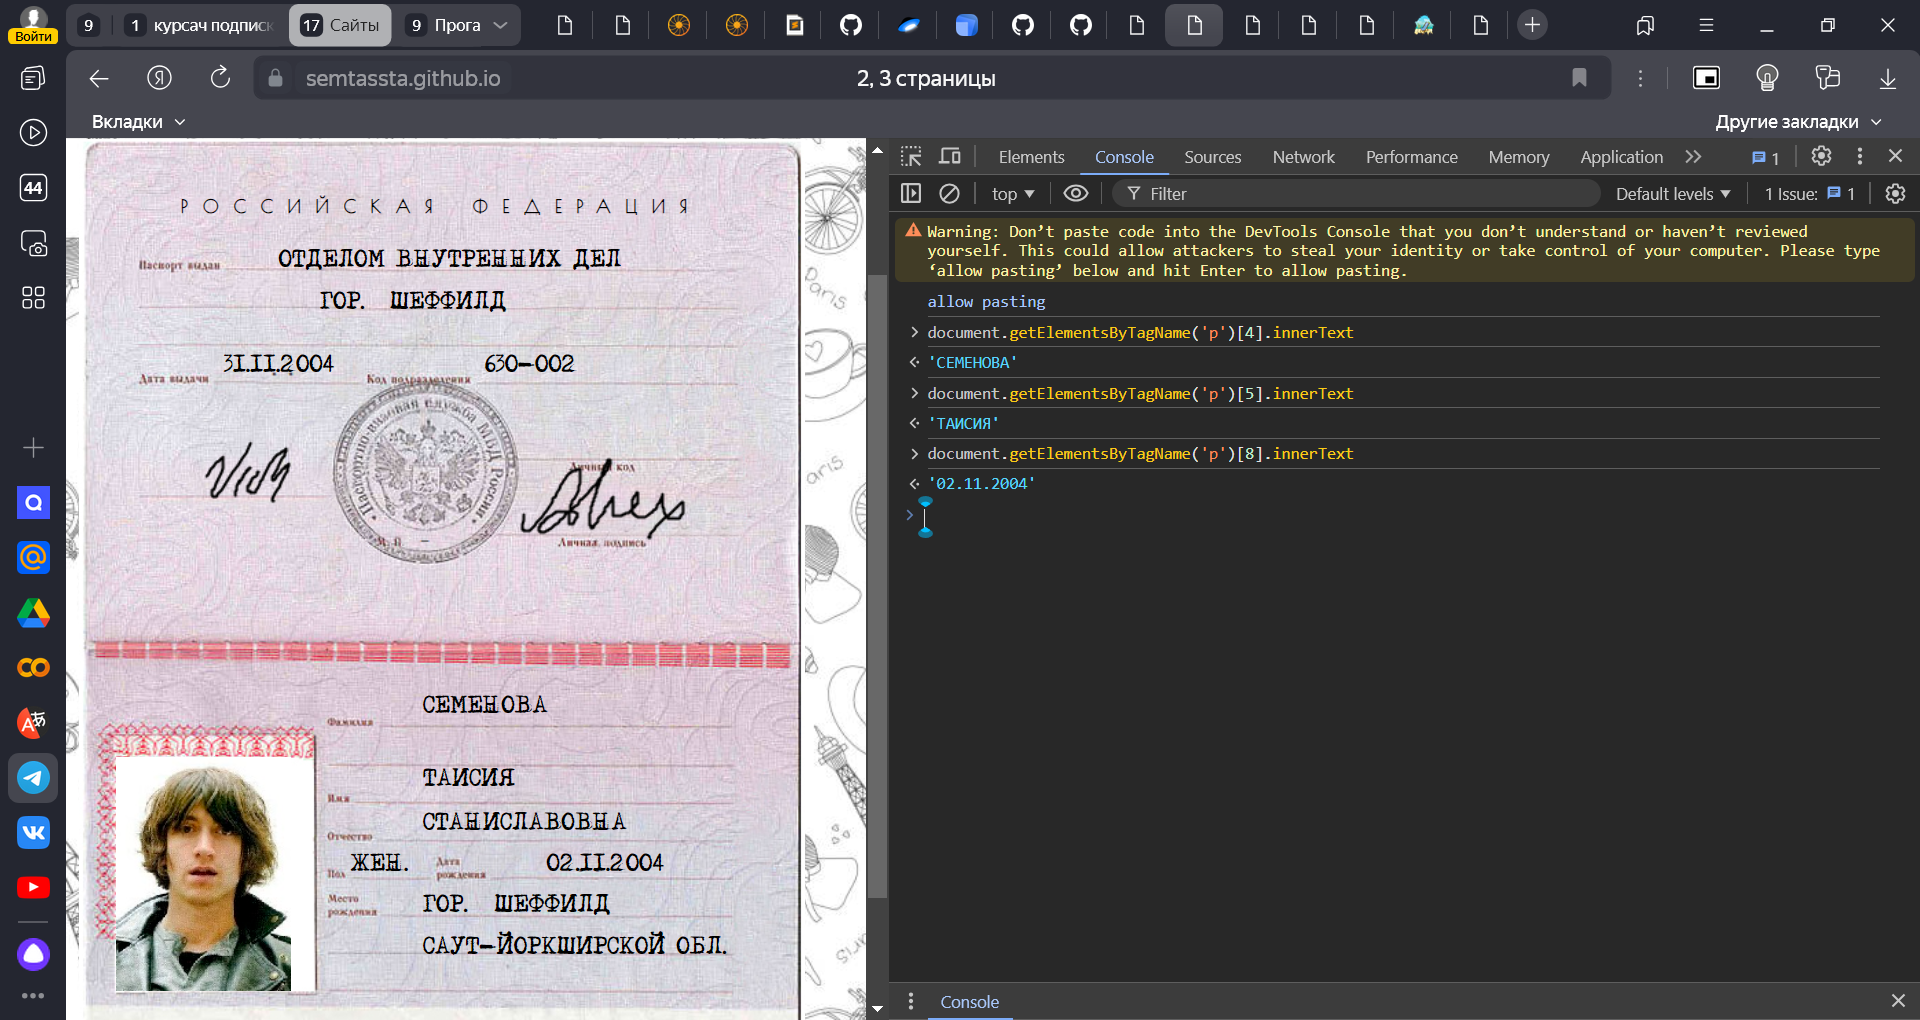 Войти
9
1 курсач подписк
17 Сайты
9 Прога
semtassta.github.io
2, 3 страницы
Вкладки
Другие закладки
44
РОССИЙСКАЯ ФЕДЕРАЦИЯ
Паспорт выдан
ОТДЕЛОМ ВНУТРЕННИХ ДЕЛ
ГОР. ШЕФФИЛД
Дата выдачи
31.11.2004
Код подразделения
630-002
Паспортно-визовая служба МВД России
Личный код
М. П.
Личная подпись
СЕМЕНОВА
Фамилия
ТАИСИЯ
Имя
СТАНИСЛАВОВНА
Отчество
Пол
ЖЕН.
Дата рождения
02.11.2004
Место рождения
ГОР. ШЕФФИЛД
САУТ-ЙОРКШИРСКОЙ ОБЛ.
Elements Console Sources Network Performance Memory Application
1
top
Filter
Default levels
1 Issue: 1
Warning: Don’t paste code into the DevTools Console that you don’t understand or haven’t reviewed
yourself. This could allow attackers to steal your identity or take control of your computer. Please type
‘allow pasting’ below and hit Enter to allow pasting.
allow pasting
document.getElementsByTagName('p')[4].innerText
'СЕМЕНОВА'
document.getElementsByTagName('p')[5].innerText
'ТАИСИЯ'
document.getElementsByTagName('p')[8].innerText
'02.11.2004'
Console